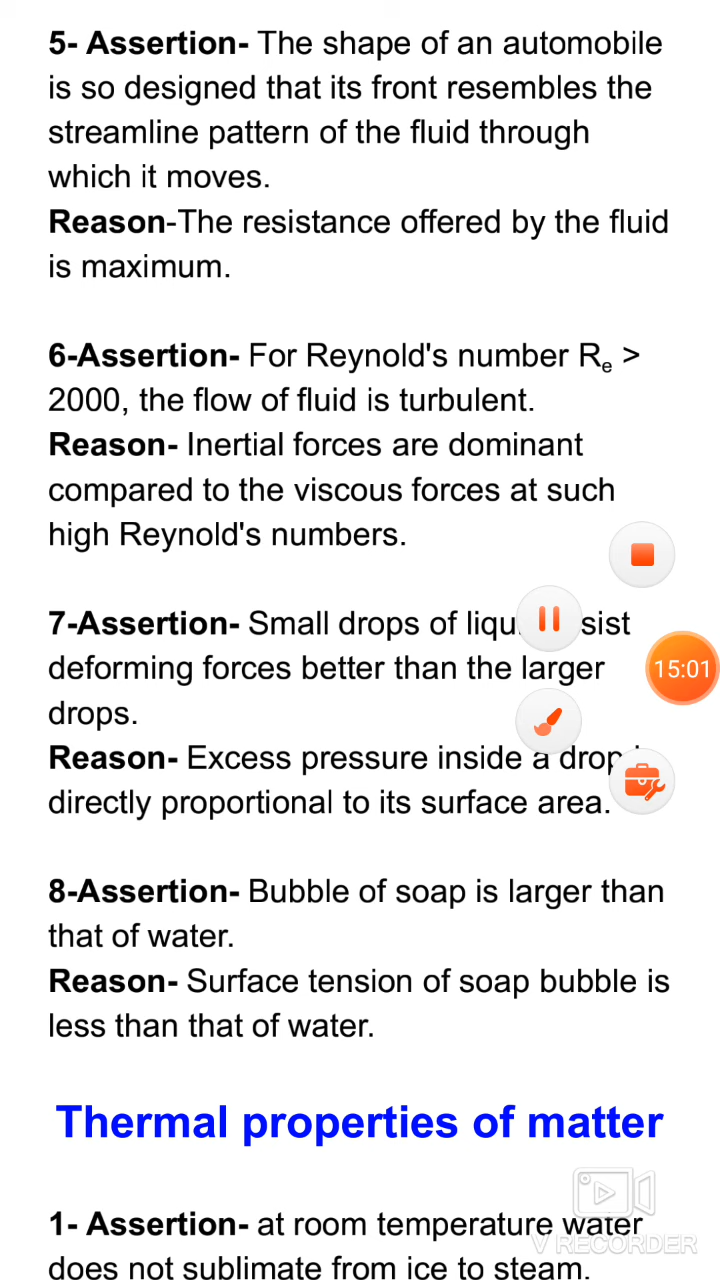 5- Assertion- The shape of an automobile
is so designed that its front resembles the
streamline pattern of the fluid through
which it moves.
Reason-The resistance offered by the fluid
is maximum.
6-Assertion- For Reynold's number Re >
2000, the flow of fluid is turbulent.
Reason- Inertial forces are dominant
compared to the viscous forces at such
high Reynold's numbers.
7-Assertion- Small drops of
deforming forces better than the larger
15:01
drops.
Reason- Excess pressure inside a drop
directly proportional to its surface area.
8-Assertion- Bubble of soap is larger than
that of water.
Reason- Surface tension of soap bubble is
less than that of water.
Thermal properties of matter
1- Assertion- at room temperature water
V RECORDER
does not sublimate from ice to steam.